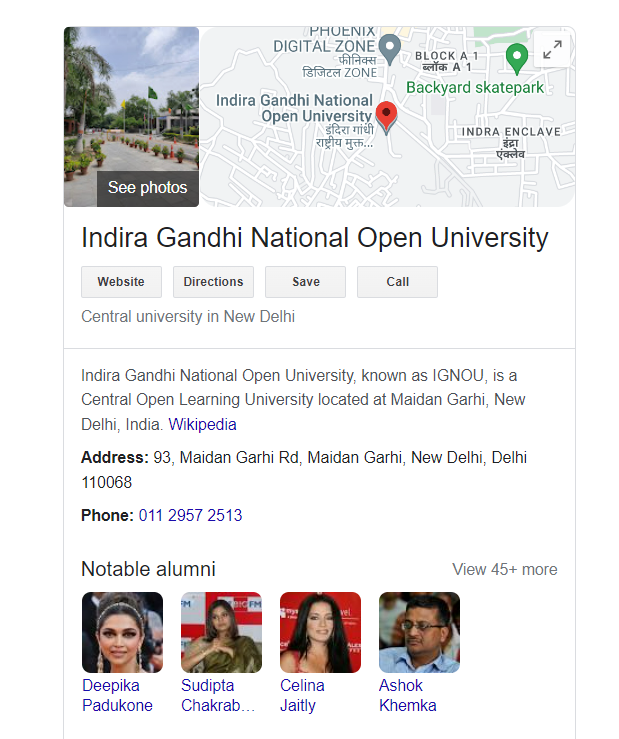 PHOENIX
DIGITAL ZONE
फीनिक्स
डिजिटल ZONE
BLOCK A 1
ब्लॉक A 1
Backyard skatepark
Indira Gandhi National
Open University
इंदिरा गांधी
राष्ट्रीय मुक्त...
INDRA ENCLAVE
इंद्रा
एंक्लेव
See photos
Indira Gandhi National Open University
Website
Directions
Save
Call
Central university in New Delhi
Indira Gandhi National Open University, known as IGNOU, is a
Central Open Learning University located at Maidan Garhi, New
Delhi, India. Wikipedia
Address: 93, Maidan Garhi Rd, Maidan Garhi, New Delhi, Delhi
110068
Phone: 011 2957 2513
Notable alumni
View 45+ more
Deepika
Padukone
Sudipta
Chakrab...
Celina
Jaitly
Ashok
Khemka